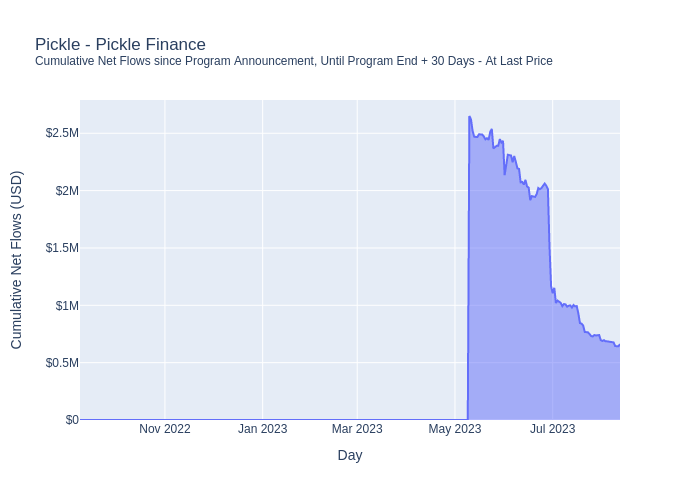 Pickle - Pickle Finance
Cumulative Net Flows since Program Announcement, Until Program End + 30 Days - At Last Price
Cumulative Net Flows (USD)
$2.5M
$2M
$1.5M
$1M
$0.5M
$0
Nov 2022 Jan 2023 Mar 2023 May 2023 Jul 2023
Day